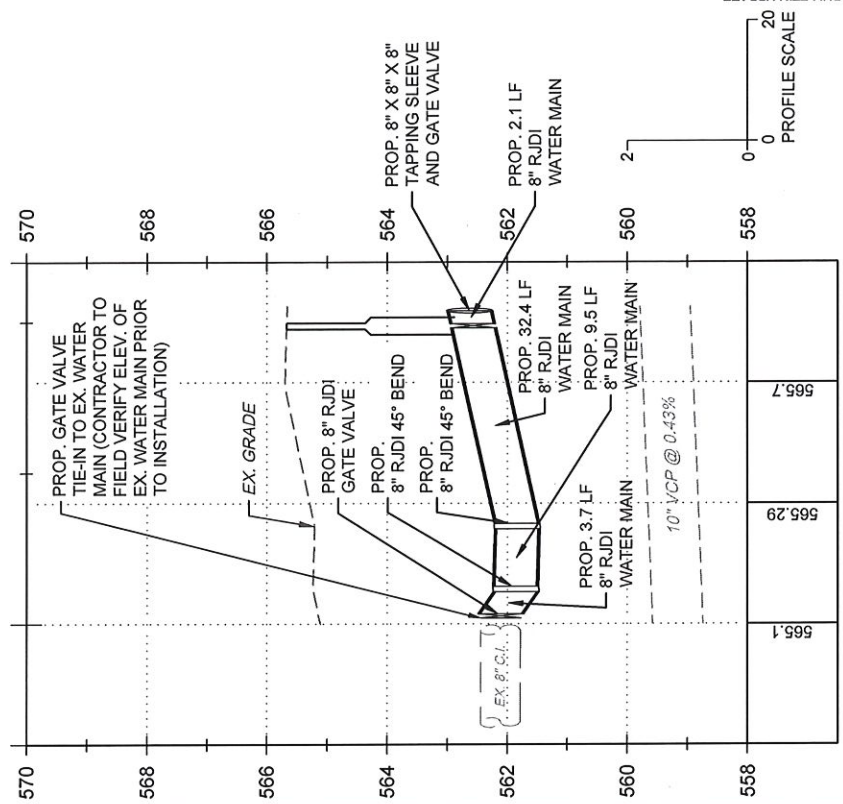 570
568
566
564
562
560
558
PROP. GATE VALVE
TIE-IN TO EX. WATER
MAIN (CONTRACTOR TO
FIELD VERIFY ELEV. OF
EX. WATER MAIN PRIOR
TO INSTALLATION)
EX. GRADE
PROP. 8" RJDI
GATE VALVE
PROP.
8" RJDI 45° BEND
PROP.
8" RJDI 45° BEND
EX. 8" C.I.
PROP. 3.7 LF
8" RJDI
WATER MAIN
PROP. 9.5 LF
8" RJDI
WATER MAIN
PROP. 32.4 LF
8" RJDI
WATER MAIN
10" VCP @ 0.43%
PROP. 8" X 8" X 8"
TAPPING SLEEVE
AND GATE VALVE
PROP. 2.1 LF
8" RJDI
WATER MAIN
570
568
566
564
562
560
558
565.1
565.29
565.7
2
0
0
20
PROFILE SCALE